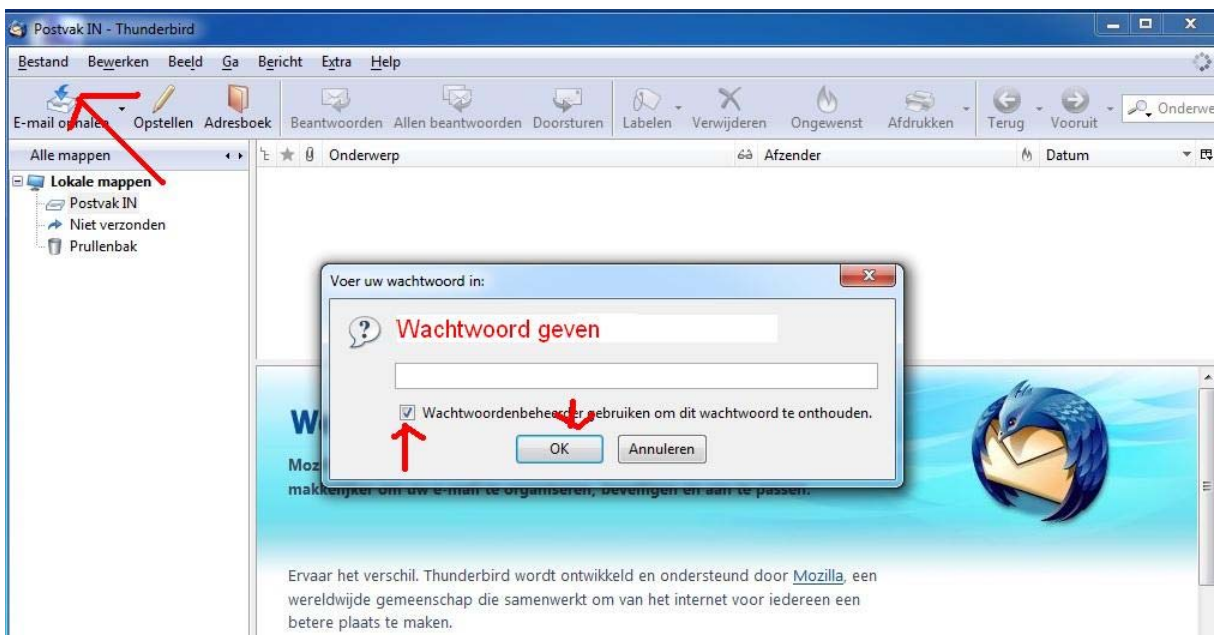 Postvak IN - Thunderbird
Bestand Bewerken Beeld Ga Bericht Extra Help
E-mail ophalen Opstellen Adresboek Beantwoorden Allen beantwoorden Doorsturen Labelen Verwijderen Ongewenst Afdrukken Terug Vooruit Onderwe
Alle mappen Onderwerp Afzender Datum
Lokale mappen
Postvak IN
Niet verzonden
Prullenbak
Voer uw wachtwoord in:
Wachtwoord geven
Wachtwoordenbeheerder gebruiken om dit wachtwoord te onthouden.
OK Annuleren
W
Moz
makkelijker om uw e-mail te organiseren, beveiligen en aan te passen.
Ervaar het verschil. Thunderbird wordt ontwikkeld en ondersteund door Mozilla, een
wereldwijde gemeenschap die samenwerkt om van het internet voor iedereen een
betere plaats te maken.